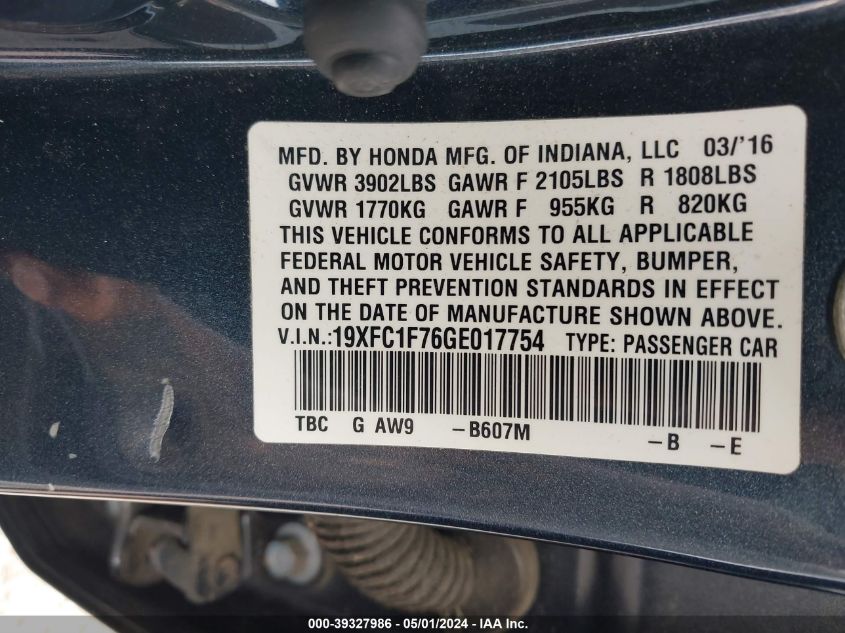 MFD. BY HONDA MFG. OF INDIANA, LLC 03/'16
GVWR 3902LBS GAWR F 2105LBS R 1808LBS
GVWR 1770KG GAWR F 955KG R 820KG
THIS VEHICLE CONFORMS TO ALL APPLICABLE
FEDERAL MOTOR VEHICLE SAFETY, BUMPER,
AND THEFT PREVENTION STANDARDS IN EFFECT
ON THE DATE OF MANUFACTURE SHOWN ABOVE.
V.I.N.:19XFC1F76GE017754 TYPE: PASSENGER CAR
TBC G AW9 -B607M -B -E
000-39327986 - 05/01/2024 - IAA Inc.